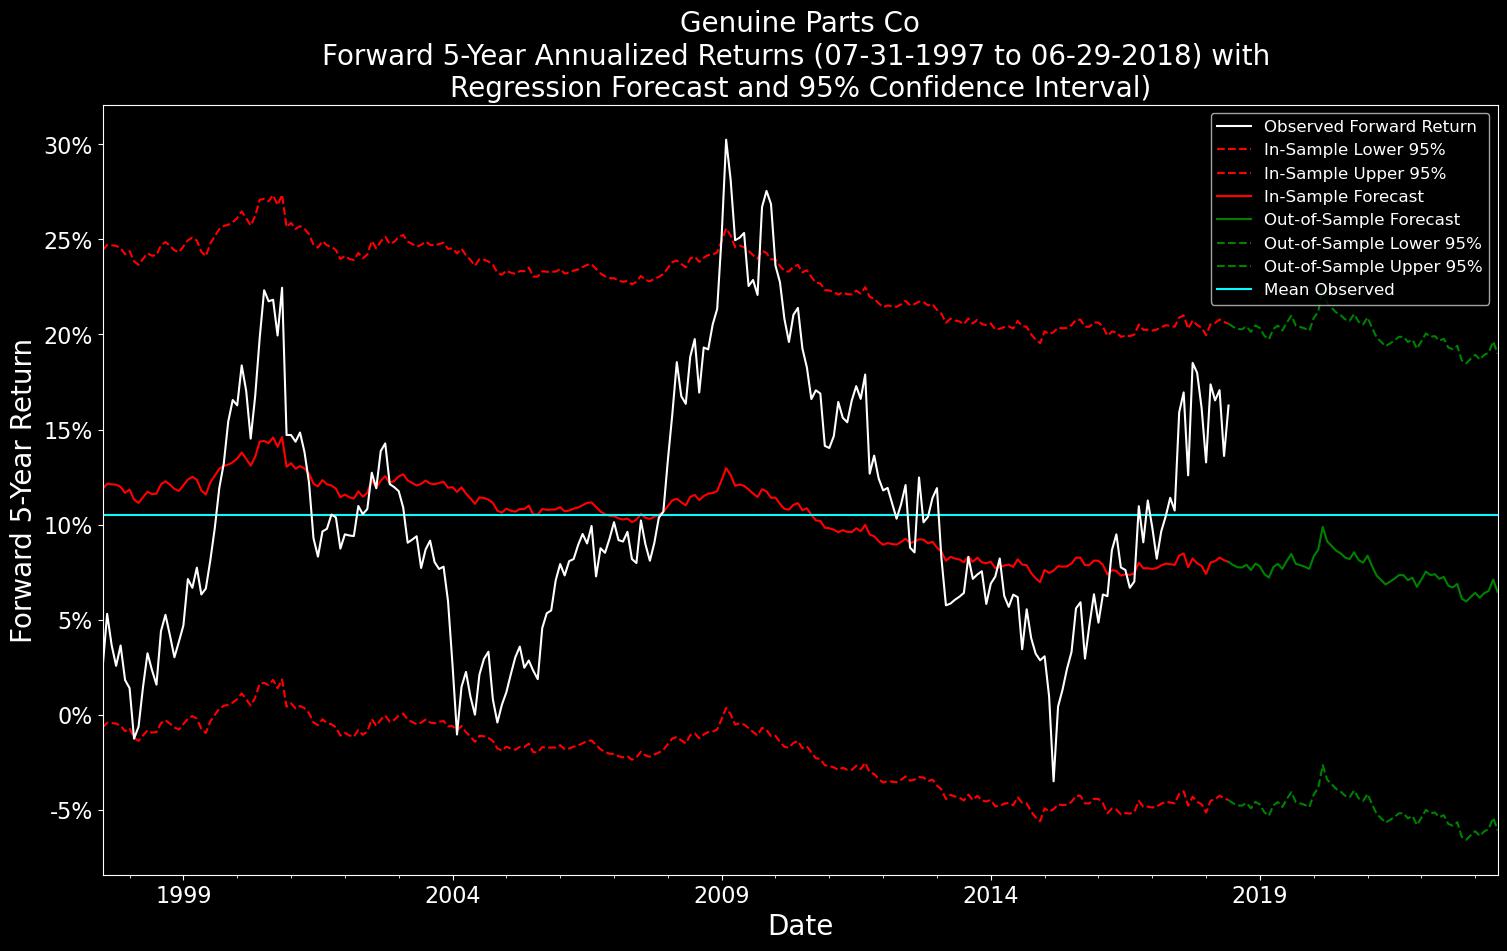 Genuine Parts Co
Forward 5-Year Annualized Returns (07-31-1997 to 06-29-2018) with
Regression Forecast and 95% Confidence Interval)
Observed Forward Return
In-Sample Lower 95%
In-Sample Upper 95%
In-Sample Forecast
Out-of-Sample Forecast
Out-of-Sample Lower 95%
Out-of-Sample Upper 95%
Mean Observed
Forward 5-Year Return
30%
25%
20%
15%
10%
5%
0%
-5%
1999 2004 2009 2014 2019
Date